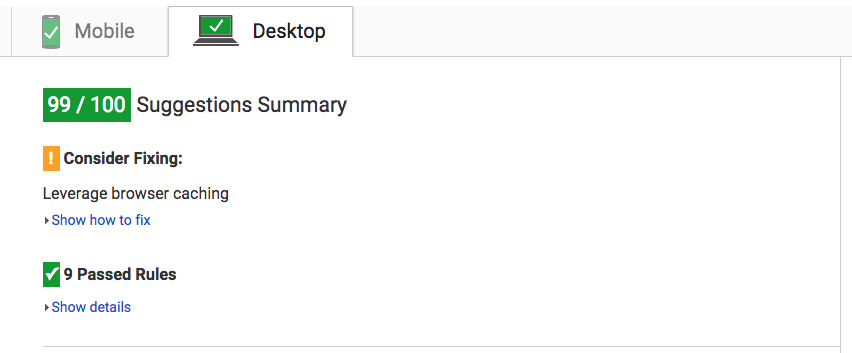 Mobile
Desktop
99 / 100 Suggestions Summary
! Consider Fixing:
Leverage browser caching
Show how to fix
9 Passed Rules
Show details